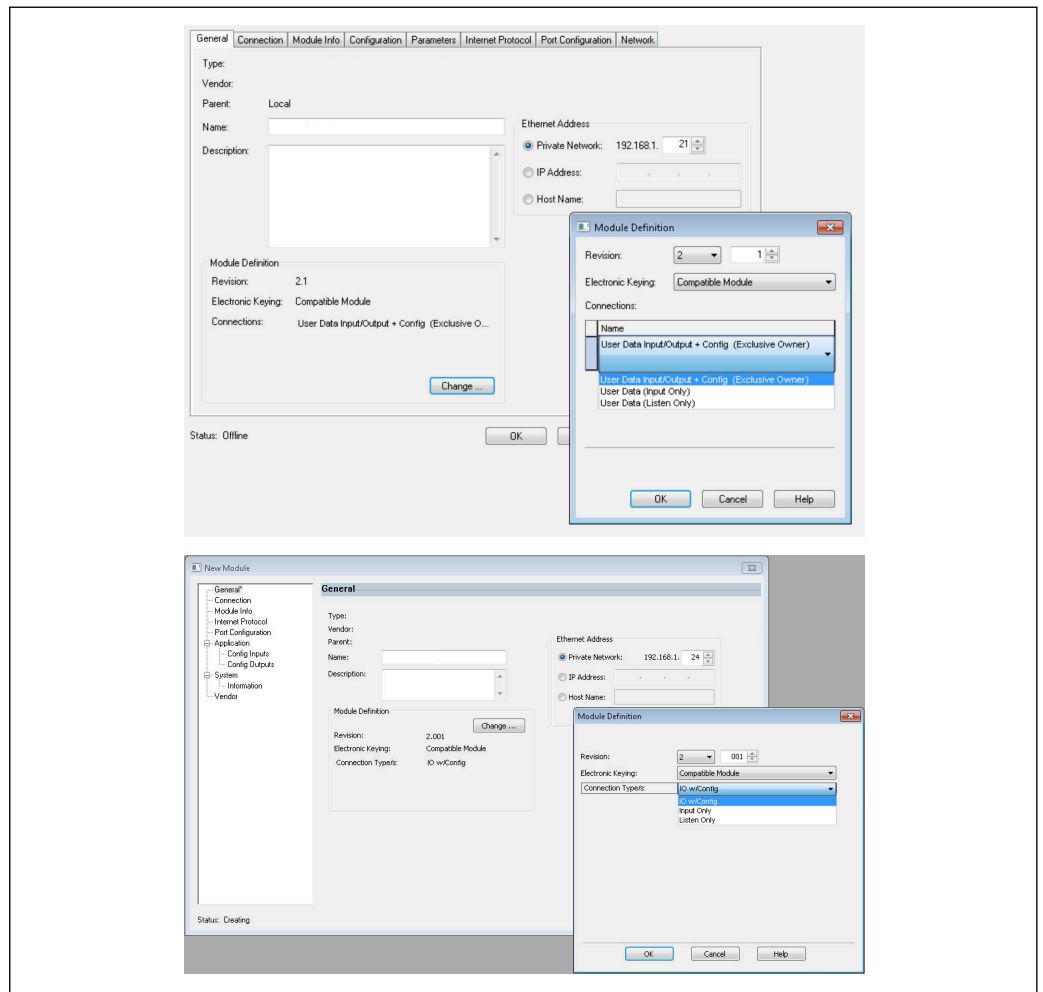 General Connection Module Info Configuration Parameters Internet Protocol Port Configuration Network
Type:
Vendor:
Parent: Local
Name:
Description:
Ethernet Address
Private Network: 192.168.1. 21
IP Address: . . .
Host Name:
Module Definition
Revision: 2.1
Electronic Keying: Compatible Module
Connections: User Data Input/Output + Config (Exclusive O...
Change ...
Status: Offline
OK
Module Definition
Revision: 2 1
Electronic Keying: Compatible Module
Connections:
Name
User Data Input/Output + Config (Exclusive Owner)
User Data Input/Output + Config (Exclusive Owner)
User Data (Input Only)
User Data (Listen Only)
OK Cancel Help
New Module
General*
Connection
Module Info
Internet Protocol
Port Configuration
Application
Config Inputs
Config Outputs
System
Information
Vendor
General
Type:
Vendor:
Parent:
Name:
Description:
Ethernet Address
Private Network: 192.168.1. 24
IP Address: . . .
Host Name:
Module Definition
Change ...
Revision: 2.001
Electronic Keying: Compatible Module
Connection Type/s: IO w/Config
Status: Creating
Module Definition
Revision: 2 001
Electronic Keying: Compatible Module
Connection Type/s: IO w/Config
IO w/Config
Input Only
Listen Only
OK Cancel Help